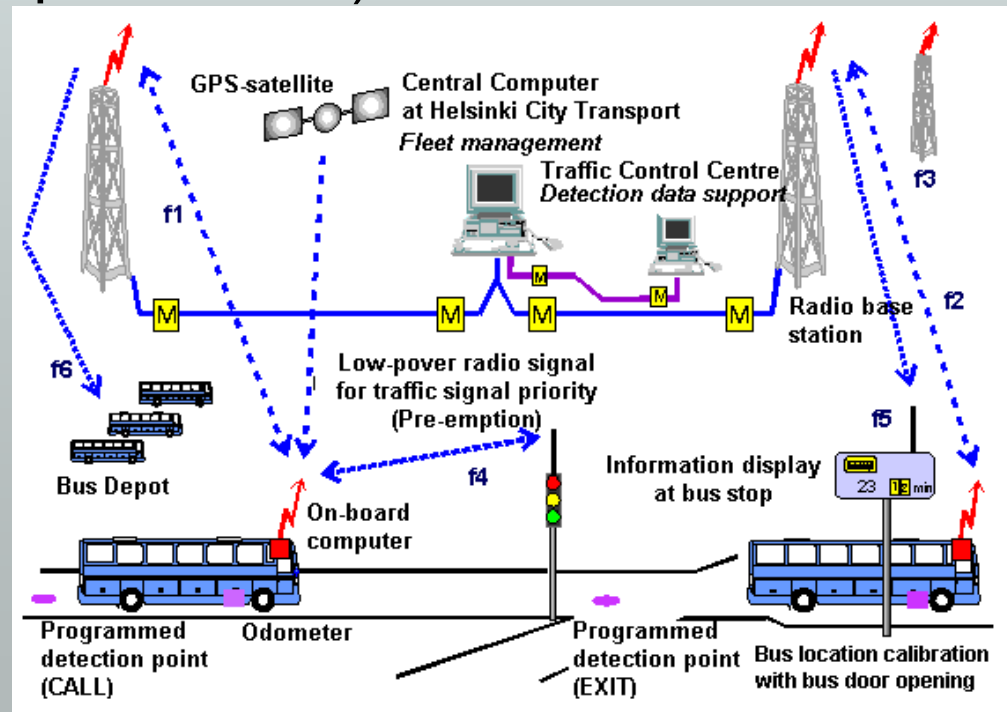 GPS-satellite
Central Computer
at Helsinki City Transport
Fleet management
Traffic Control Centre
Detection data support
f1
f3
M
M
M
M
M
M
Radio base
station
f2
f6
Low-pover radio signal
for traffic signal priority
(Pre-emption)
f5
Bus Depot
f4
Information display
at bus stop
23 12 min
On-board
computer
Programmed
detection point
(CALL)
Odometer
Programmed
detection point
(EXIT)
Bus location calibration
with bus door opening